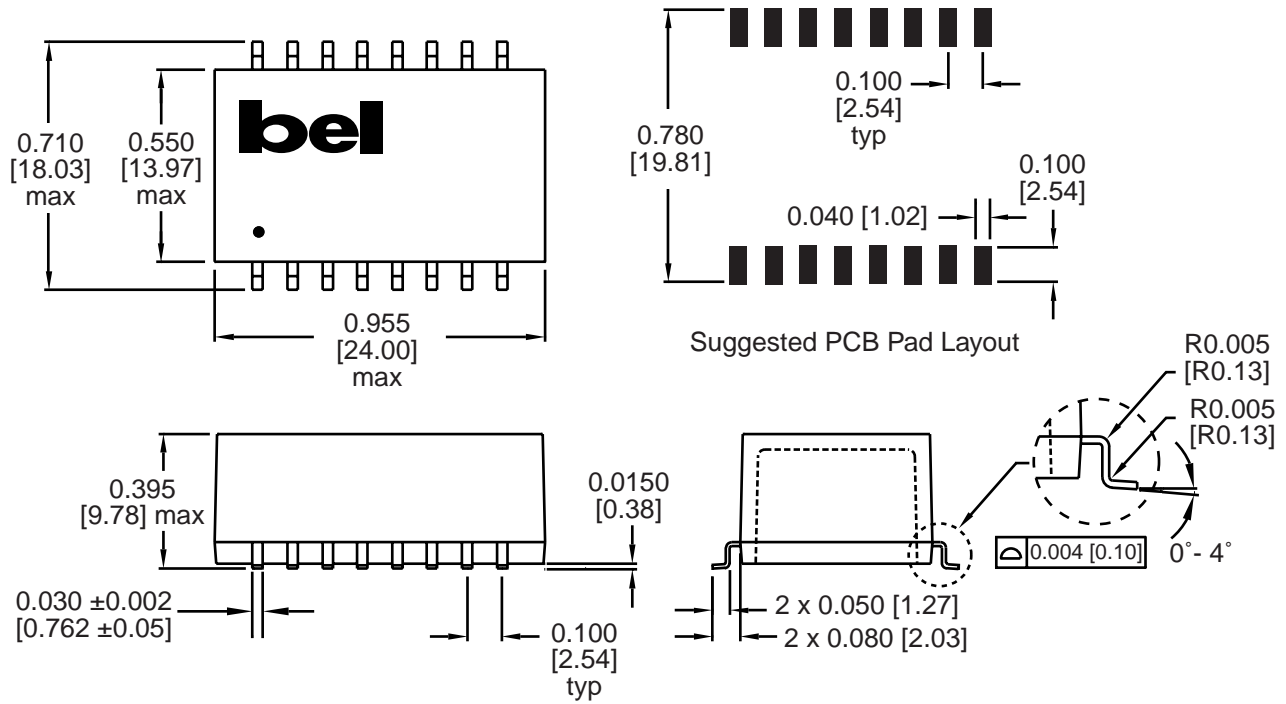 bel
0.710
[18.03]
max
0.550
[13.97]
max
0.955
[24.00]
max
0.780
[19.81]
0.100
[2.54]
typ
0.100
[2.54]
0.040 [1.02]
Suggested PCB Pad Layout
R0.005
[R0.13]
R0.005
[R0.13]
0.395
[9.78] max
0.0150
[0.38]
0.030 ±0.002
[0.762 ±0.05]
0.100
[2.54]
typ
2 x 0.050 [1.27]
2 x 0.080 [2.03]
0.004 [0.10]
0°- 4°